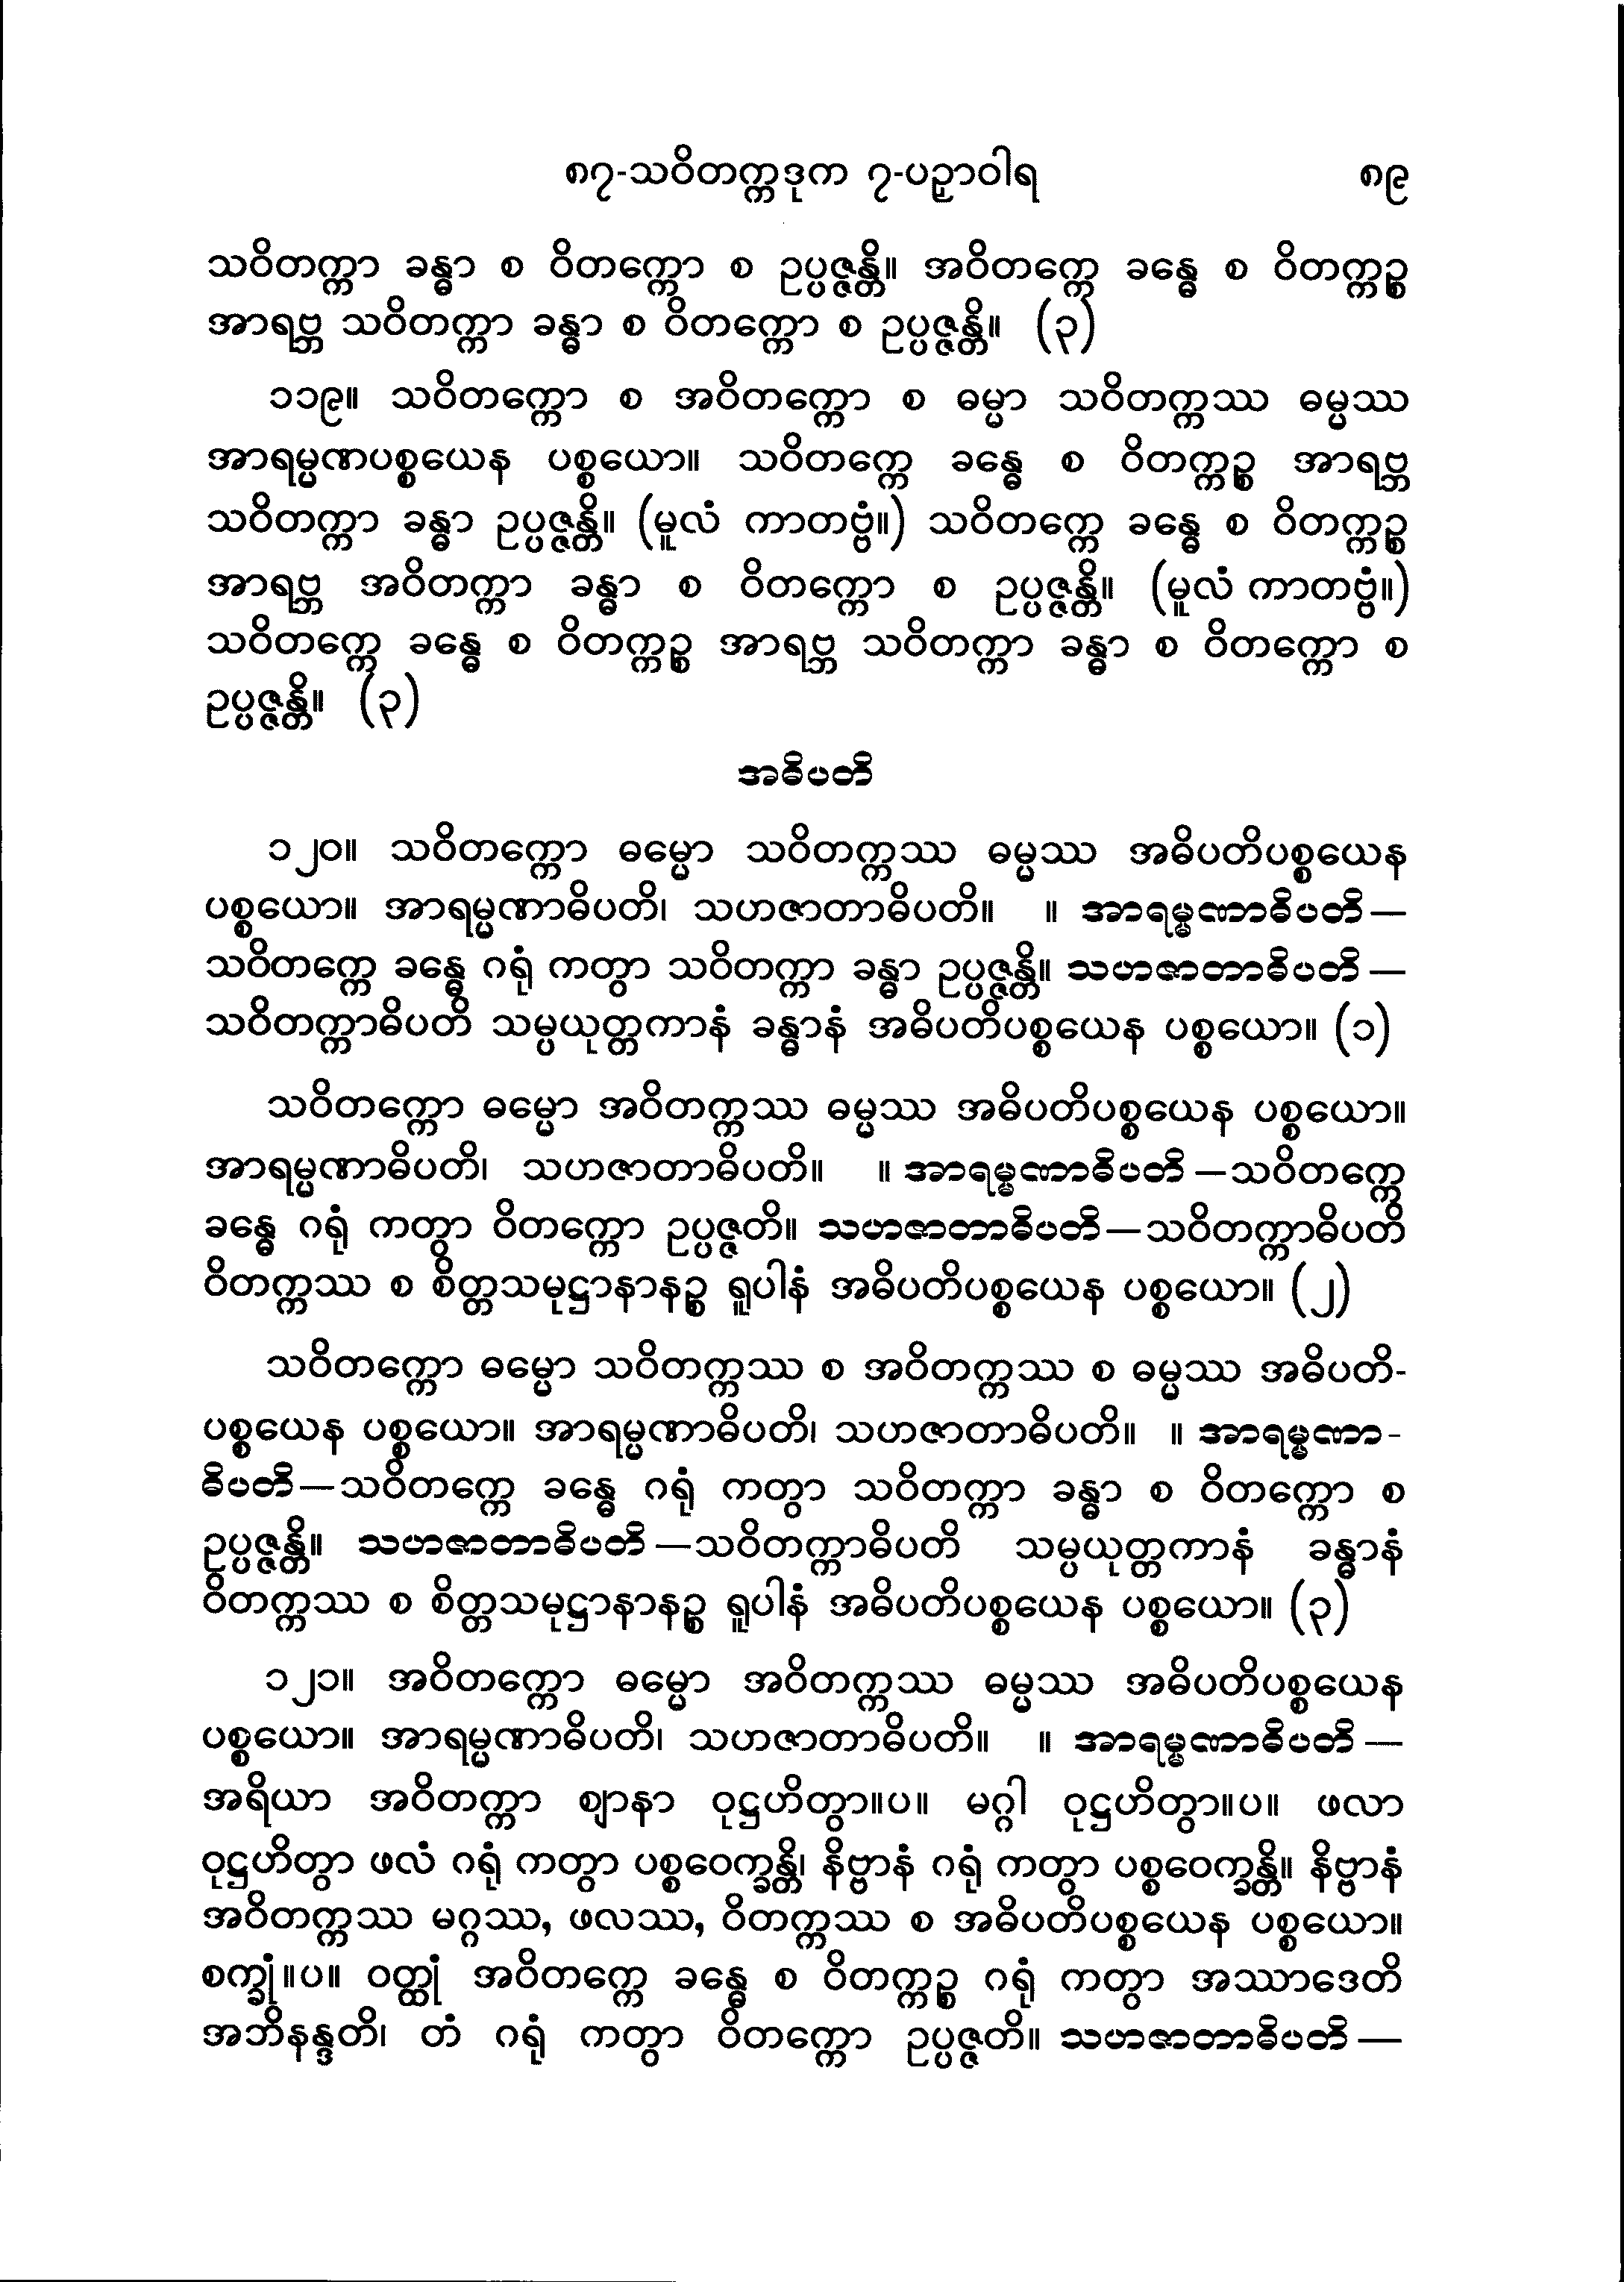 ၈၇-သဝိတက္ကဒုက ၇-ပဉှာဝါရ ၈၉
သဝိတက္ကာ ခန္ဓာ စ ဝိတက္ကော စ ဥပ္ပဇ္ဇန္တိ။ အဝိတက္ကေ ခန္ဓေ စ ဝိတက္ကဉ္စ
အာရဗ္ဘ သဝိတက္ကာ ခန္ဓာ စ ဝိတက္ကော စ ဥပ္ပဇ္ဇန္တိ။ (၃)
၁၁၉။ သဝိတက္ကော စ အဝိတက္ကော စ ဓမ္မာ သဝိတက္ကဿ ဓမ္မဿ
အာရမ္မဏပစ္စယေန ပစ္စယော။ သဝိတက္ကေ ခန္ဓေ စ ဝိတက္ကဉ္စ အာရဗ္ဘ
သဝိတက္ကာ ခန္ဓာ ဥပ္ပဇ္ဇန္တိ။ (မူလံ ကာတဗ္ဗံ။) သဝိတက္ကေ ခန္ဓေ စ ဝိတက္ကဉ္စ
အာရဗ္ဘ အဝိတက္ကာ ခန္ဓာ စ ဝိတက္ကော စ ဥပ္ပဇ္ဇန္တိ။ (မူလံ ကာတဗ္ဗံ။)
သဝိတက္ကေ ခန္ဓေ စ ဝိတက္ကဉ္စ အာရဗ္ဘ သဝိတက္ကာ ခန္ဓာ စ ဝိတက္ကော စ
ဥပ္ပဇ္ဇန္တိ။ (၃)
အဓိပတိ
၁၂၀။ သဝိတက္ကော ဓမ္မော သဝိတက္ကဿ ဓမ္မဿ အဓိပတိပစ္စယေန
ပစ္စယော။ အာရမ္မဏာဓိပတိ၊ သဟဇာတာဓိပတိ။ ။ အာရမ္မဏာဓိပတိ—
သဝိတက္ကေ ခန္ဓေ ဂရုံ ကတွာ သဝိတက္ကာ ခန္ဓာ ဥပ္ပဇ္ဇန္တိ။ သဟဇာတာဓိပတိ—
သဝိတက္ကာဓိပတိ သမ္ပယုတ္တကာနံ ခန္ဓာနံ အဓိပတိပစ္စယေန ပစ္စယော။ (၁)
သဝိတက္ကော ဓမ္မော အဝိတက္ကဿ ဓမ္မဿ အဓိပတိပစ္စယေန ပစ္စယော။
အာရမ္မဏာဓိပတိ၊ သဟဇာတာဓိပတိ။ ။ အာရမ္မဏာဓိပတိ—သဝိတက္ကေ
ခန္ဓေ ဂရုံ ကတွာ ဝိတက္ကော ဥပ္ပဇ္ဇတိ။ သဟဇာတာဓိပတိ—သဝိတက္ကာဓိပတိ
ဝိတက္ကဿ စ စိတ္တသမုဋ္ဌာနာနဉ္စ ရူပါနံ အဓိပတိပစ္စယေန ပစ္စယော။ (၂)
သဝိတက္ကော ဓမ္မော သဝိတက္ကဿ စ အဝိတက္ကဿ စ ဓမ္မဿ အဓိပတိ-
ပစ္စယေန ပစ္စယော။ အာရမ္မဏာဓိပတိ၊ သဟဇာတာဓိပတိ။ ။ အာရမ္မဏာ-
ဓိပတိ—သဝိတက္ကေ ခန္ဓေ ဂရုံ ကတွာ သဝိတက္ကာ ခန္ဓာ စ ဝိတက္ကော စ
ဥပ္ပဇ္ဇန္တိ။ သဟဇာတာဓိပတိ—သဝိတက္ကာဓိပတိ သမ္ပယုတ္တကာနံ ခန္ဓာနံ
ဝိတက္ကဿ စ စိတ္တသမုဋ္ဌာနာနဉ္စ ရူပါနံ အဓိပတိပစ္စယေန ပစ္စယော။ (၃)
၁၂၁။ အဝိတက္ကော ဓမ္မော အဝိတက္ကဿ ဓမ္မဿ အဓိပတိပစ္စယေန
ပစ္စယော။ အာရမ္မဏာဓိပတိ၊ သဟဇာတာဓိပတိ။ ။ အာရမ္မဏာဓိပတိ—
အရိယာ အဝိတက္ကာ ဈာနာ ဝုဋ္ဌဟိတွာ။ပ။ မဂ္ဂါ ဝုဋ္ဌဟိတွာ။ပ။ ဖလာ
ဝုဋ္ဌဟိတွာ ဖလံ ဂရုံ ကတွာ ပစ္စဝေက္ခန္တိ၊ နိဗ္ဗာနံ ဂရုံ ကတွာ ပစ္စဝေက္ခန္တိ။ နိဗ္ဗာနံ
အဝိတက္ကဿ မဂ္ဂဿ, ဖလဿ, ဝိတက္ကဿ စ အဓိပတိပစ္စယေန ပစ္စယော။
စက္ခုံ။ပ။ ဝတ္ထုံ အဝိတက္ကေ ခန္ဓေ စ ဝိတက္ကဉ္စ ဂရုံ ကတွာ အဿာဒေတိ
အဘိနန္ဒတိ၊ တံ ဂရုံ ကတွာ ဝိတက္ကော ဥပ္ပဇ္ဇတိ။ သဟဇာတာဓိပတိ—